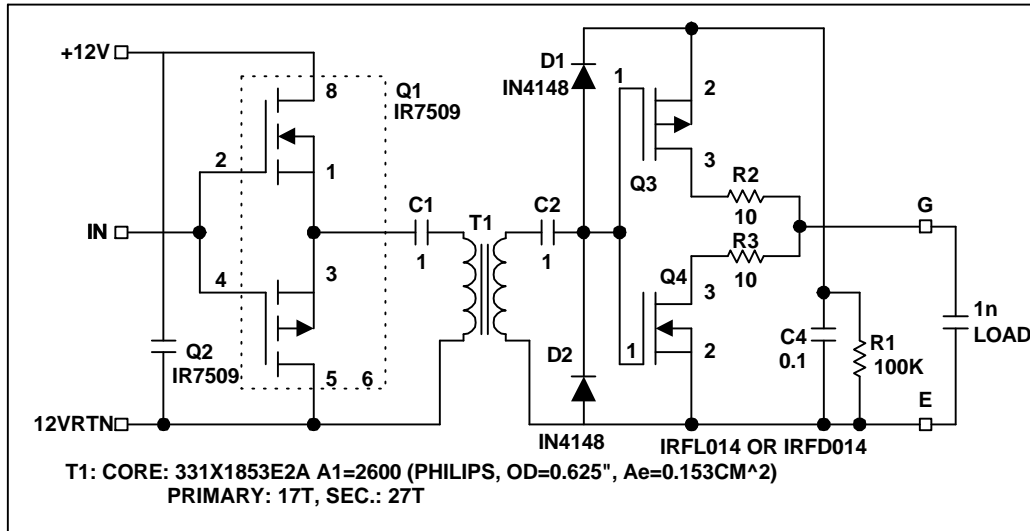 +12V
IN
12VRTN
Q1
IR7509
8
2
1
4
3
5
6
Q2
IR7509
C1
1
T1
C2
1
D1
IN4148
D2
IN4148
1
2
3
Q3
R2
10
R3
10
Q4
3
1
2
IRFL014 OR IRFD014
C4
0.1
R1
100K
G
E
1n
LOAD
T1: CORE: 331X1853E2A A1=2600 (PHILIPS, OD=0.625", Ae=0.153CM^2)
PRIMARY: 17T, SEC.: 27T